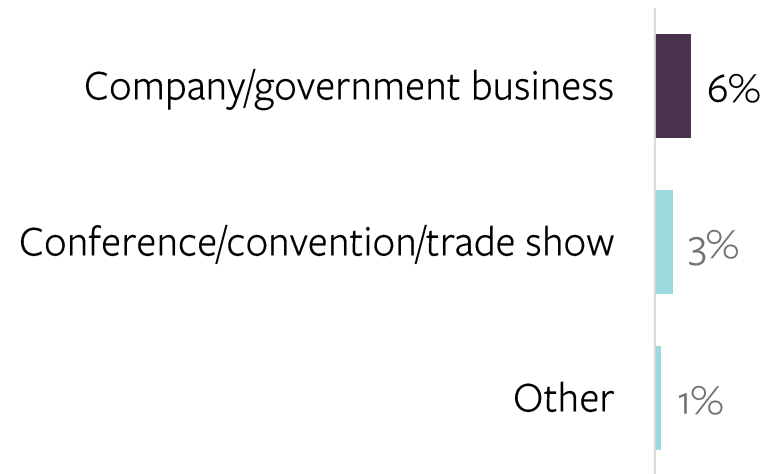 Company/government business 6%
Conference/convention/trade show 3%
Other 1%